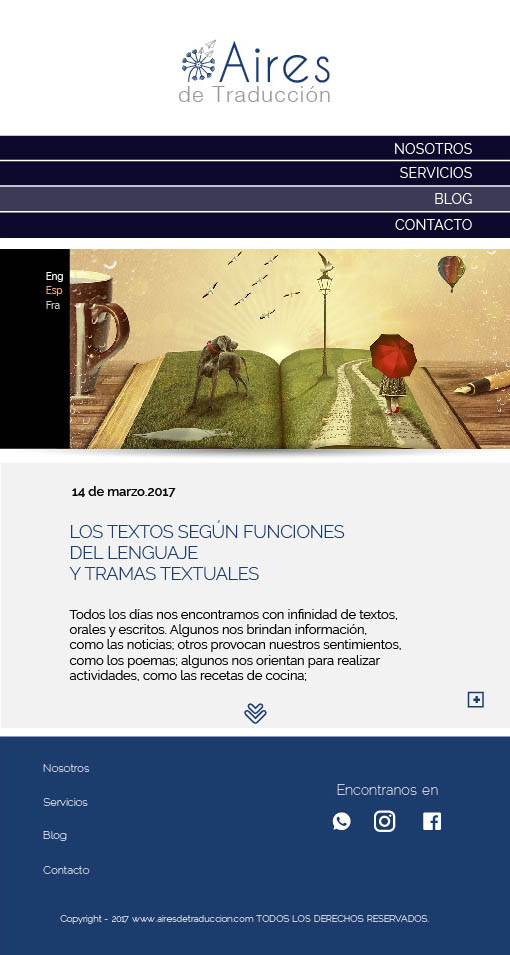 Aires
de Traducción
NOSOTROS
SERVICIOS
BLOG
CONTACTO
Eng
Esp
Fra
14 de marzo.2017
LOS TEXTOS SEGÚN FUNCIONES
DEL LENGUAJE
Y TRAMAS TEXTUALES
Todos los días nos encontramos con infinidad de textos,
orales y escritos. Algunos nos brindan información,
como las noticias; otros provocan nuestros sentimientos,
como los poemas; algunos nos orientan para realizar
actividades, como las recetas de cocina;
Nosotros
Servicios
Blog
Contacto
Encontranos en
Copyright - 2017 www.airesdetraduccion.com TODOS LOS DERECHOS RESERVADOS.